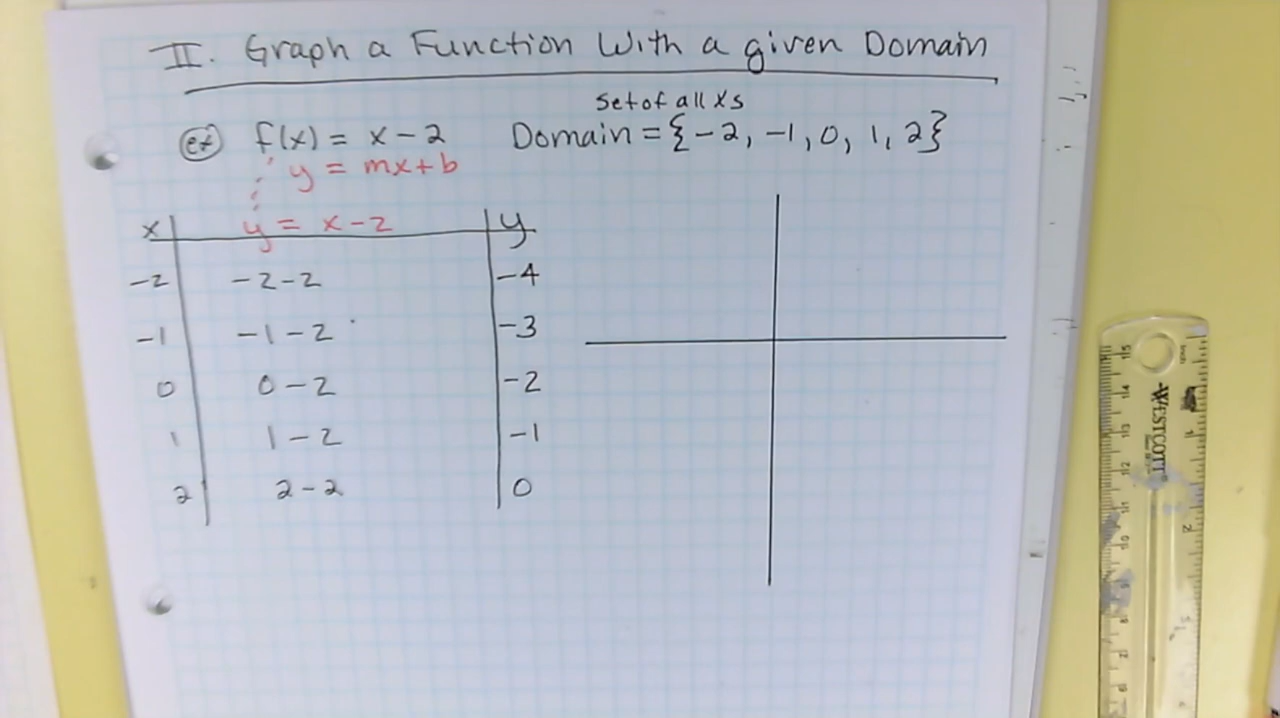 II. Graph a Function With a given Domain
Set of all Xs
ex f(x) = x - 2 Domain = {-2, -1, 0, 1, 2}
y = mx+b
x y = x-2 y
-2 -2-2 -4
-1 -1-2 -3
0 0-2 -2
1 1-2 -1
2 2-2 0
WESTCOTT